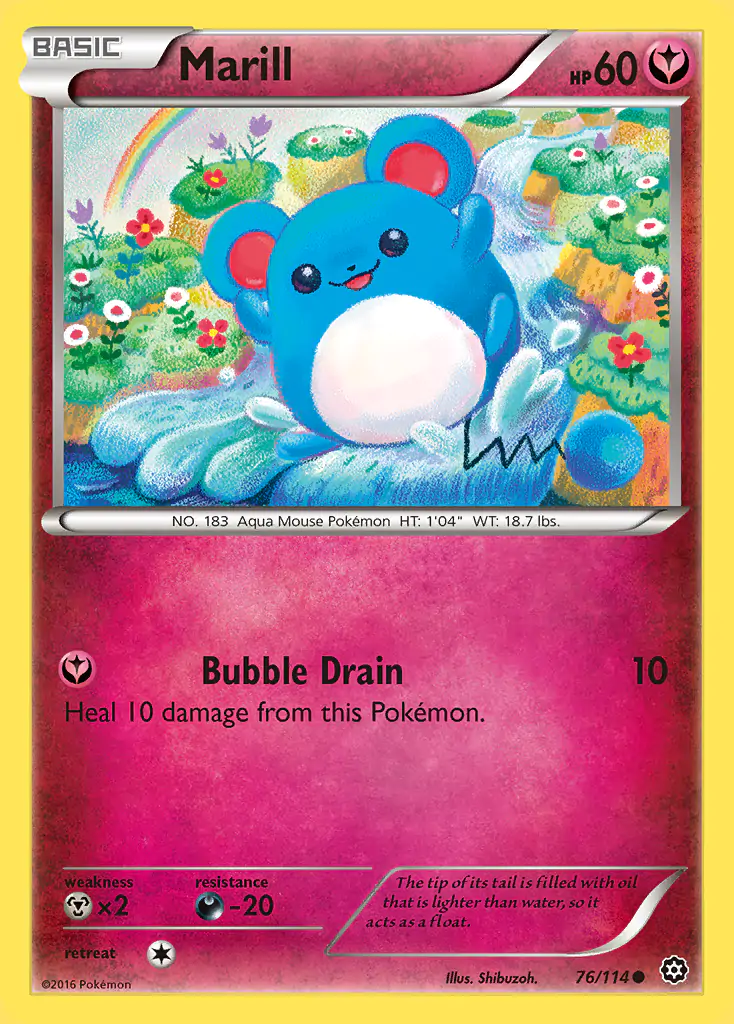 BASIC
Marill
HP60
NO. 183 Aqua Mouse Pokémon HT: 1'04" WT: 18.7 lbs.
Bubble Drain 10
Heal 10 damage from this Pokémon.
weakness resistance
×2 -20
The tip of its tail is filled with oil
that is lighter than water, so it
acts as a float.
retreat
©2016 Pokémon
Illus. Shibuzoh. 76/114